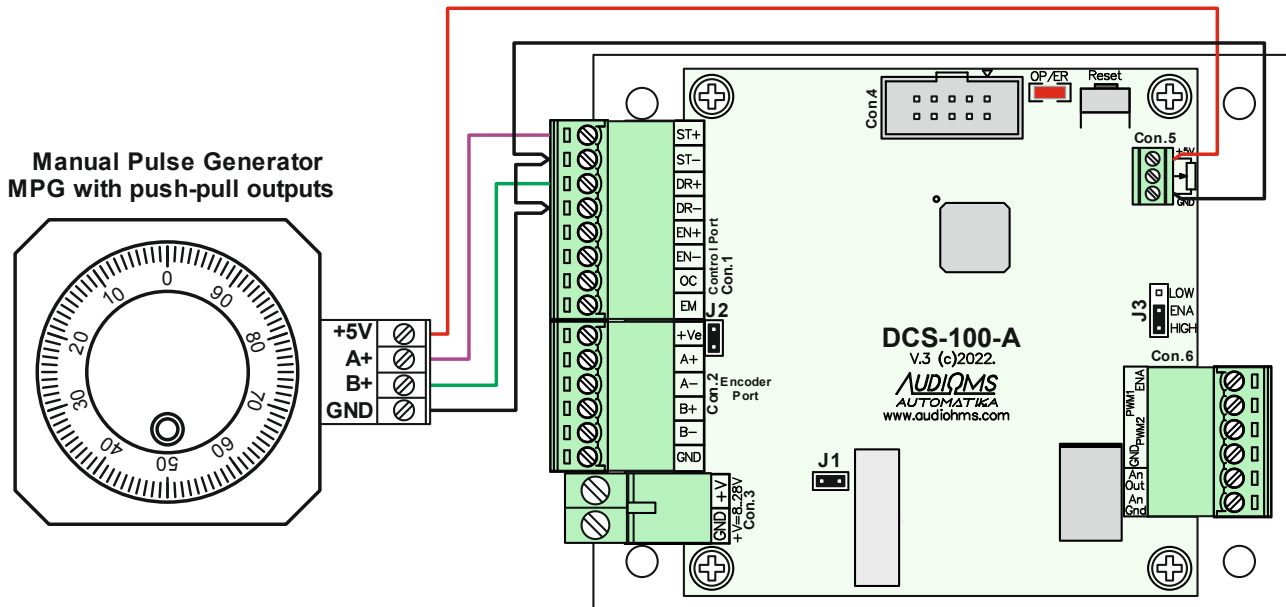 Manual Pulse Generator
MPG with push-pull outputs
0
10
20
30
40
50
60
70
80
90
+5V
A+
B+
GND
ST+
ST-
DR+
DR-
EN+
EN-
OC
EM
Control Port
Con.1
J2
+Ve
A+
A-
B+
B-
GND
Con.2
Encoder
Port
+V
GND
+V=8..28V
Con.3
J1
Con.4
OP/ER
Reset
Con.5
+5V
GND
J3
LOW
ENA
HIGH
DCS-100-A
V.3 (c)2022.
AUDIOMS
AUTOMATIKA
www.audiohms.com
Con.6
ENA
PWM1
PWM2
GND
An
Out
An
Gnd